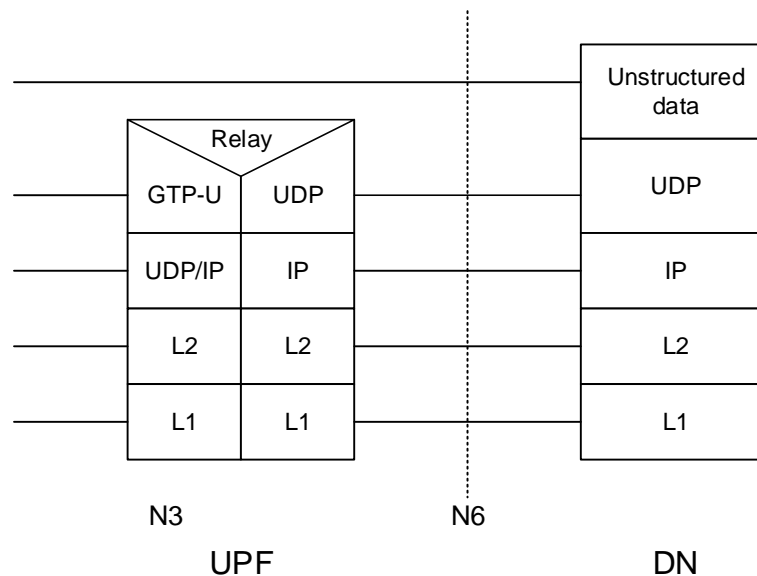 Unstructured
data
Relay
GTP-U UDP UDP
UDP/IP IP IP
L2 L2 L2
L1 L1 L1
N3 N6
UPF DN